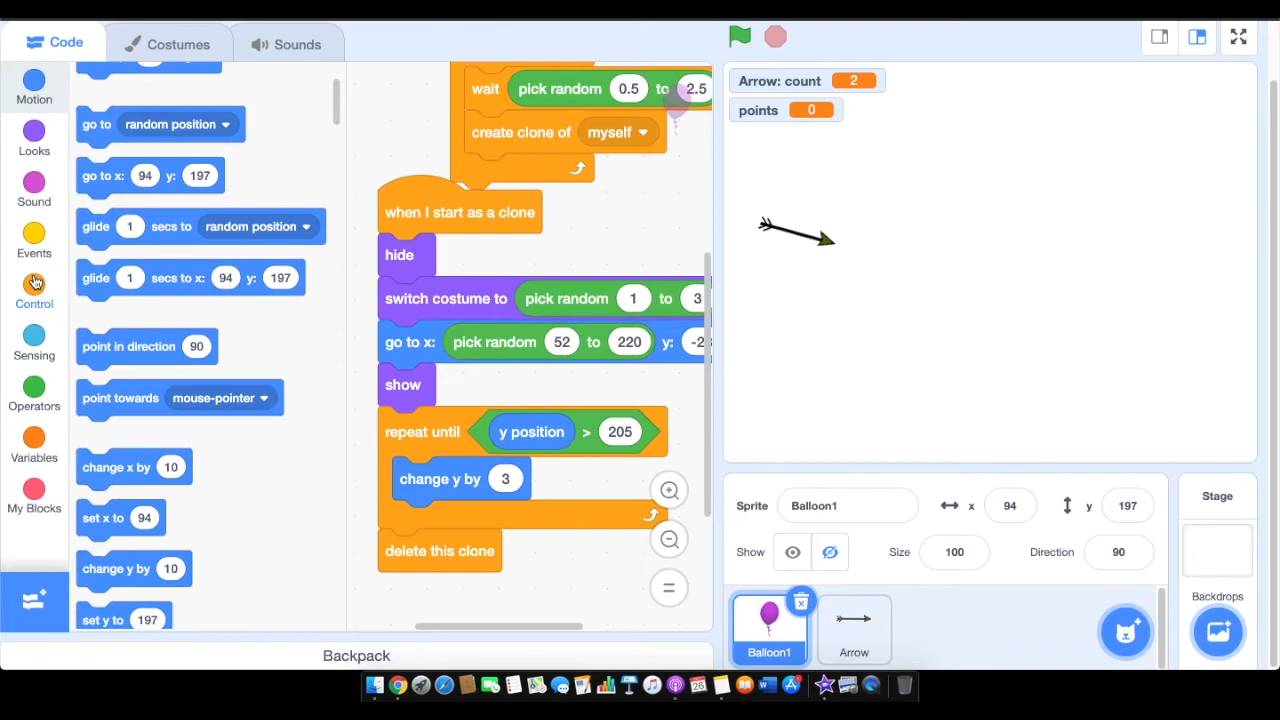 Code
Costumes
Sounds
Motion
Looks
Sound
Events
Control
Sensing
Operators
Variables
My Blocks
go to random position
go to x: 94 y: 197
glide 1 secs to random position
glide 1 secs to x: 94 y: 197
point in direction 90
point towards mouse-pointer
change x by 10
set x to 94
change y by 10
set y to 197
wait pick random 0.5 to 2.5
create clone of myself
when I start as a clone
hide
switch costume to pick random 1 to 3
go to x: pick random 52 to 220 y:
show
repeat until y position > 205
change y by 3
delete this clone
Backpack
Arrow: count 2
points 0
Sprite Balloon1 x 94 y 197
Show Size 100 Direction 90
Balloon1
Arrow
Stage
Backdrops
26